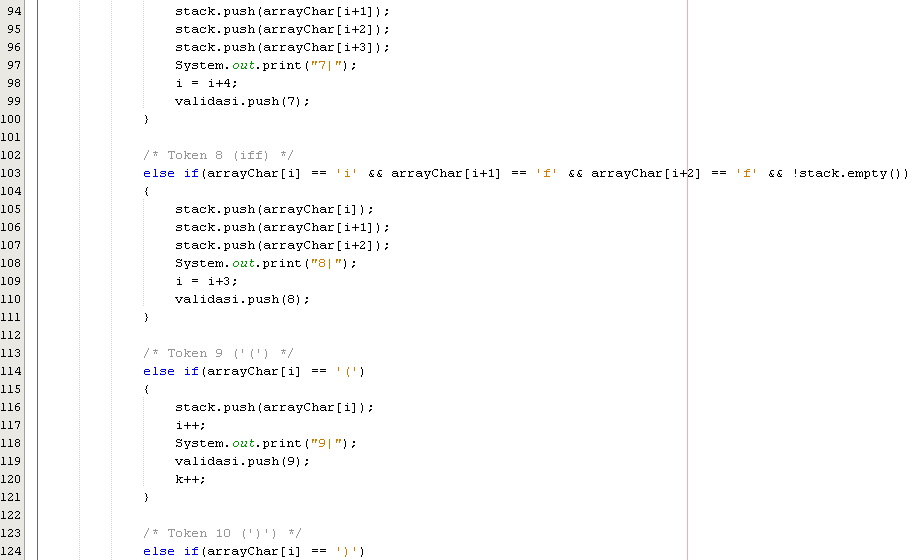 94 stack.push(arrayChar[i+1]);
95 stack.push(arrayChar[i+2]);
96 stack.push(arrayChar[i+3]);
97 System.out.print("7|");
98 i = i+4;
99 validasi.push(7);
100 }
101
102 /* Token 8 (iff) */
103 else if(arrayChar[i] == 'i' && arrayChar[i+1] == 'f' && arrayChar[i+2] == 'f' && !stack.empty())
104 {
105 stack.push(arrayChar[i]);
106 stack.push(arrayChar[i+1]);
107 stack.push(arrayChar[i+2]);
108 System.out.print("8|");
109 i = i+3;
110 validasi.push(8);
111 }
112
113 /* Token 9 ('(') */
114 else if(arrayChar[i] == '(')
115 {
116 stack.push(arrayChar[i]);
117 i++;
118 System.out.print("9|");
119 validasi.push(9);
120 k++;
121 }
122
123 /* Token 10 (')') */
124 else if(arrayChar[i] == ')')